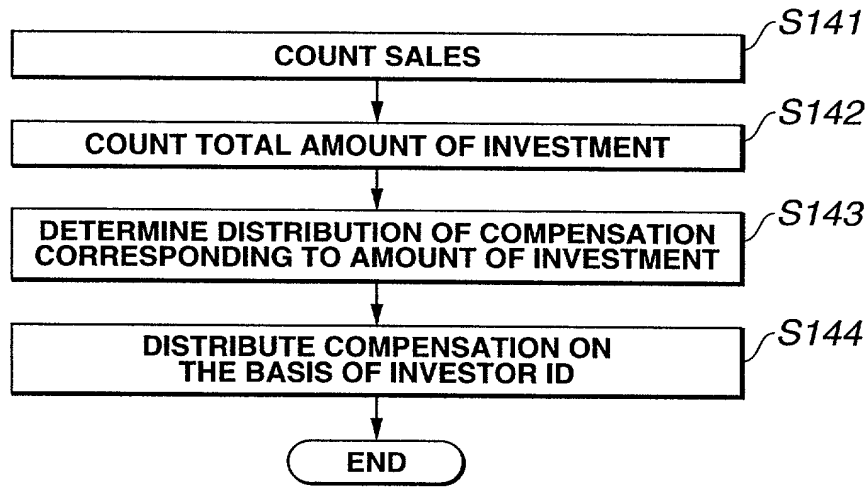 S141
COUNT SALES
S142
COUNT TOTAL AMOUNT OF INVESTMENT
S143
DETERMINE DISTRIBUTION OF COMPENSATION
CORRESPONDING TO AMOUNT OF INVESTMENT
S144
DISTRIBUTE COMPENSATION ON
THE BASIS OF INVESTOR ID
END